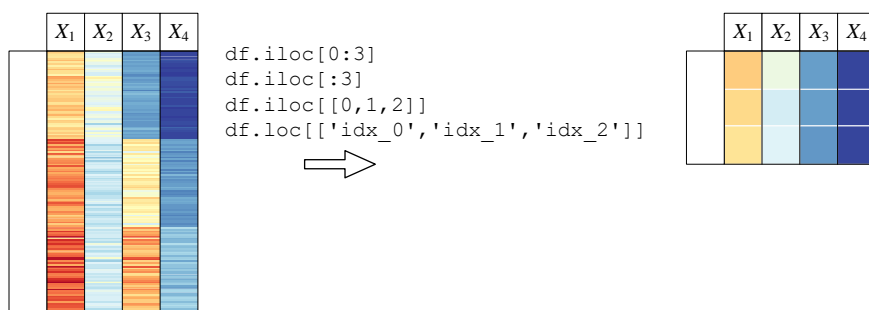 X1 X2 X3 X4
df.iloc[0:3]
df.iloc[:3]
df.iloc[[0,1,2]]
df.loc[['idx_0','idx_1','idx_2']]
X1 X2 X3 X4